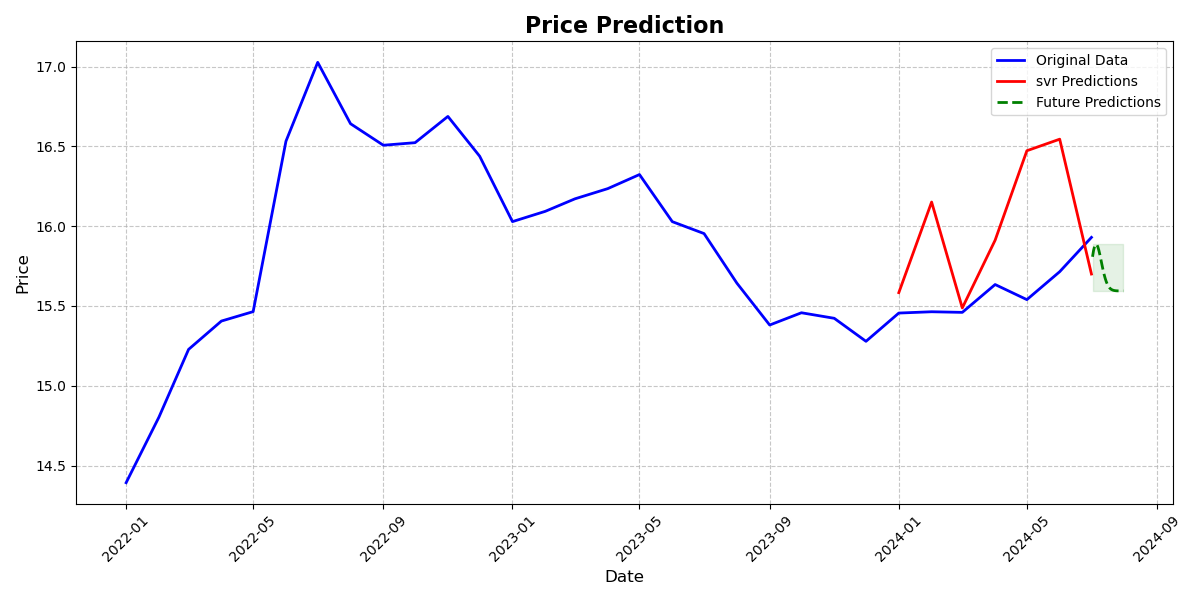 Price Prediction
Original Data
svr Predictions
Future Predictions
Price
17.0
16.5
16.0
15.5
15.0
14.5
2022-01
2022-05
2022-09
2023-01
2023-05
2023-09
2024-01
2024-05
2024-09
Date